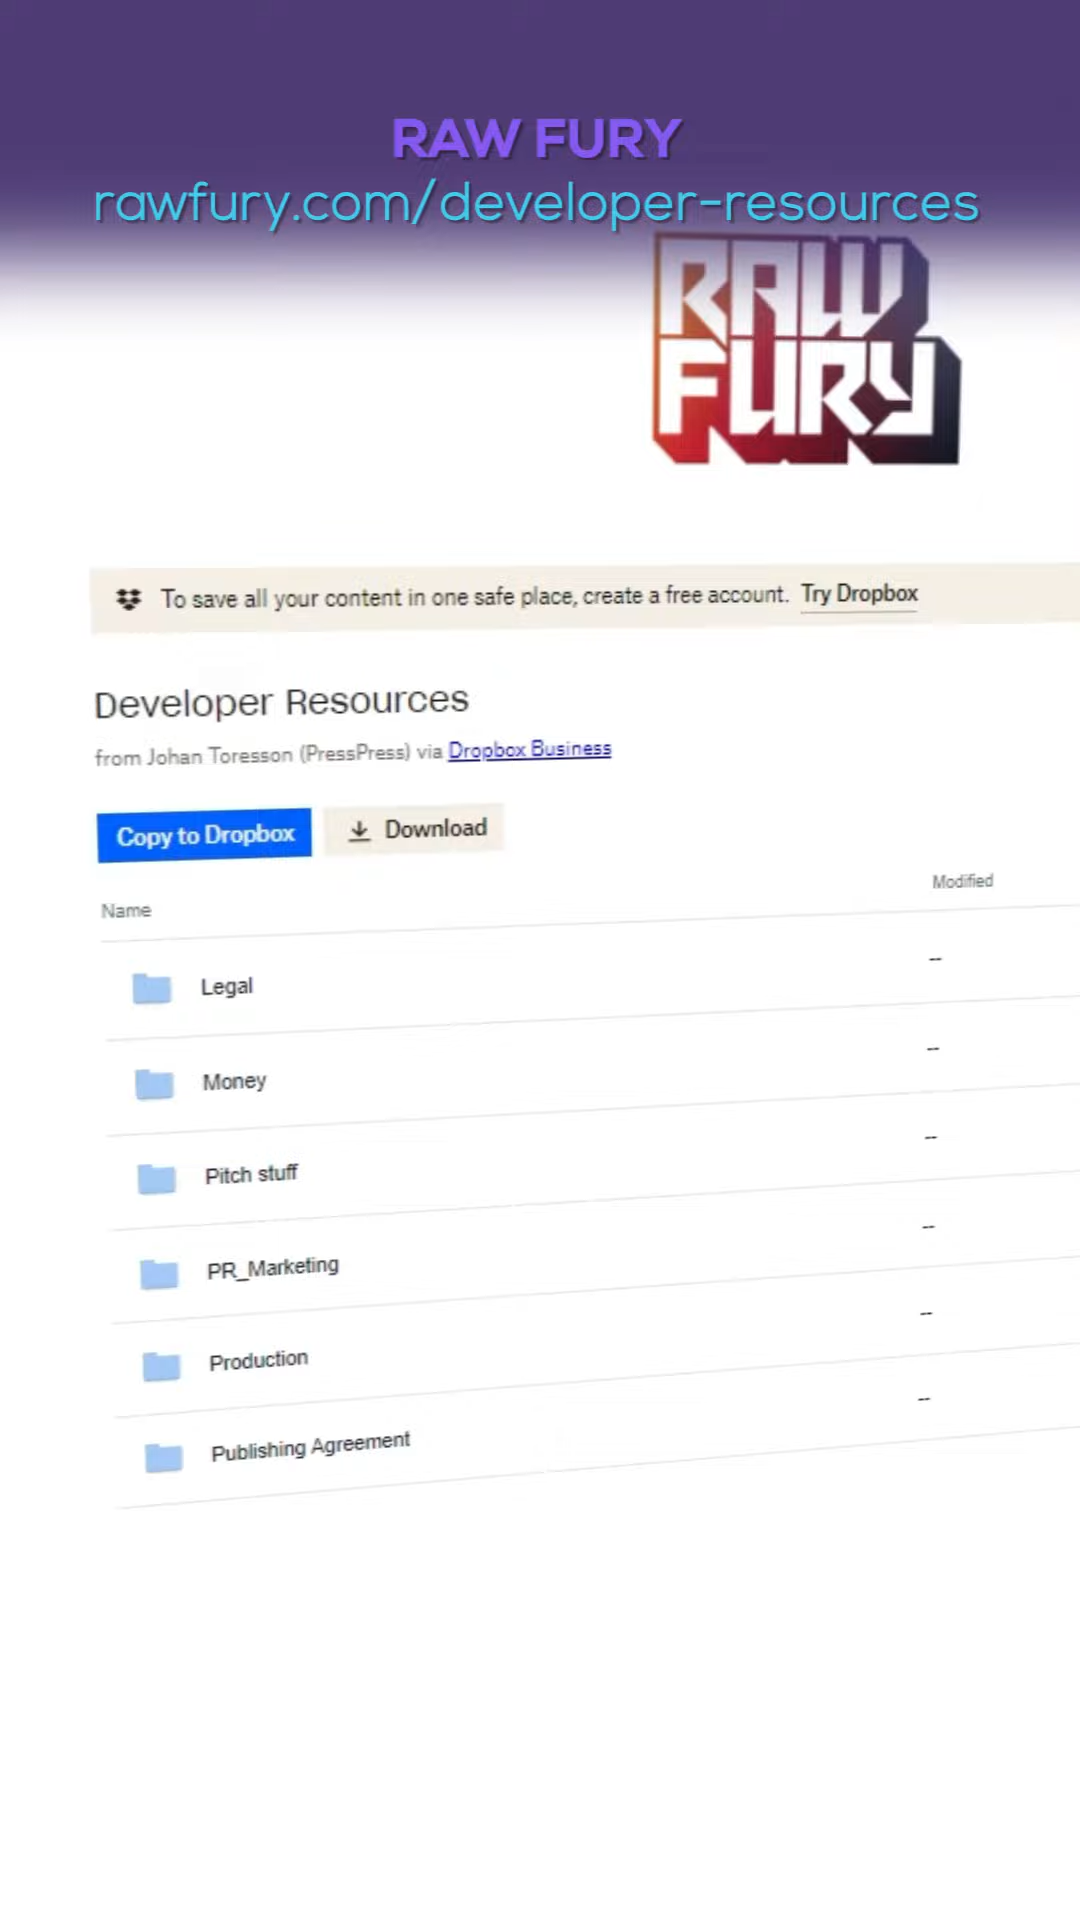 RAW FURY
rawfury.com/developer-resources
RAW
FURY
To save all your content in one safe place, create a free account. Try Dropbox
Developer Resources
from Johan Toresson (PressPress) via Dropbox Business
Copy to Dropbox Download
Name Modified
Legal --
Money --
Pitch stuff --
PR_Marketing --
Production --
Publishing Agreement --